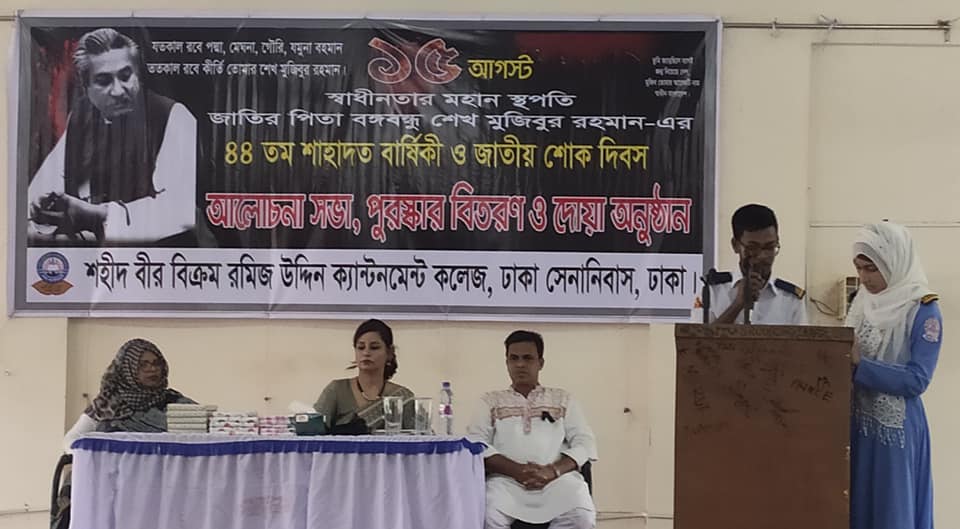 যতকাল রবে পদ্মা, মেঘনা, গৌরি, যমুনা বহমান
ততকাল রবে কীর্তি তোমার শেখ মুজিবুর রহমান।
১৫ আগস্ট
স্বাধীনতার মহান স্থপতি
জাতির পিতা বঙ্গবন্ধু শেখ মুজিবুর রহমান-এর
৪৪ তম শাহাদত বার্ষিকী ও জাতীয় শোক দিবস
আলোচনা সভা, পুরস্কার বিতরণ ও দোয়া অনুষ্ঠান
শহীদ বীর বিক্রম রমিজ উদ্দিন ক্যান্টনমেন্ট কলেজ, ঢাকা সেনানিবাস, ঢাকা।